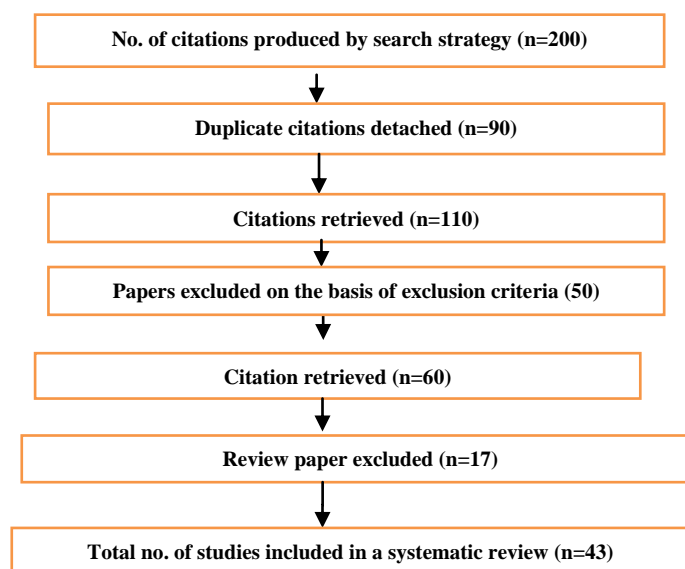 No. of citations produced by search strategy (n=200)
Duplicate citations detached (n=90)
Citations retrieved (n=110)
Papers excluded on the basis of exclusion criteria (50)
Citation retrieved (n=60)
Review paper excluded (n=17)
Total no. of studies included in a systematic review (n=43)